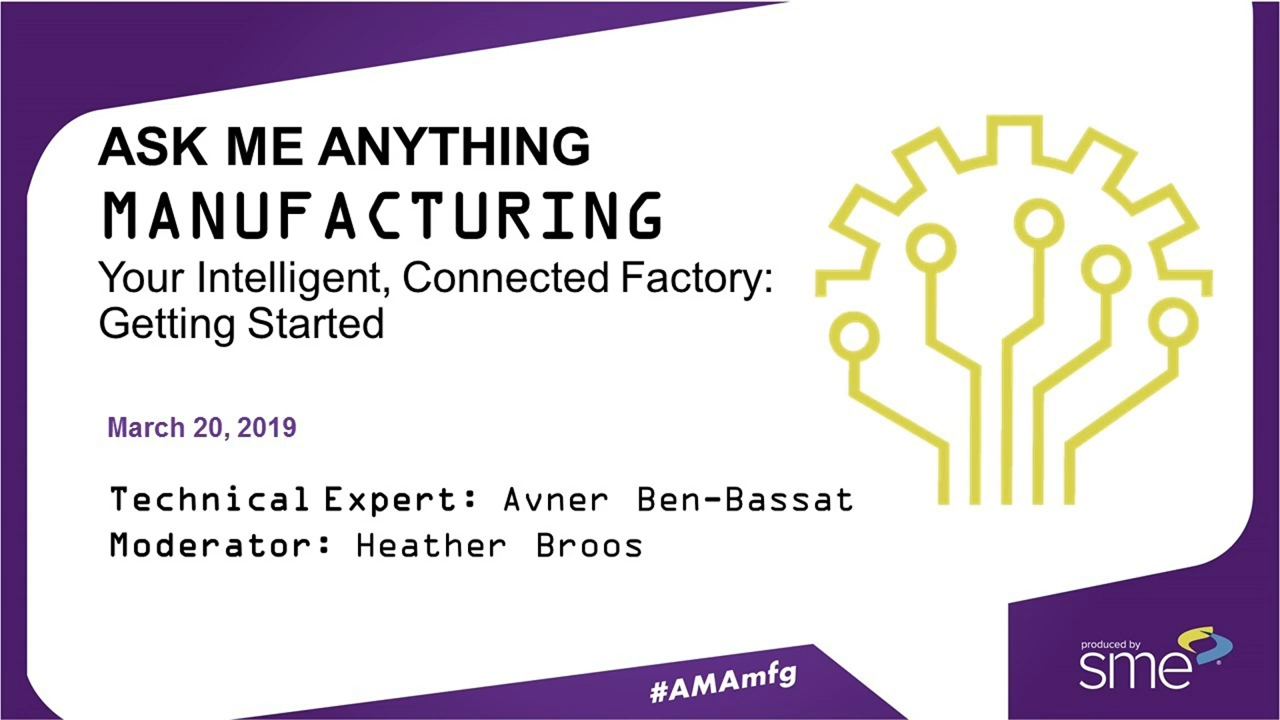 ASK ME ANYTHING
MANUFACTURING
Your Intelligent, Connected Factory:
Getting Started
March 20, 2019
Technical Expert: Avner Ben-Bassat
Moderator: Heather Broos
#AMAmfg
produced by
sme®